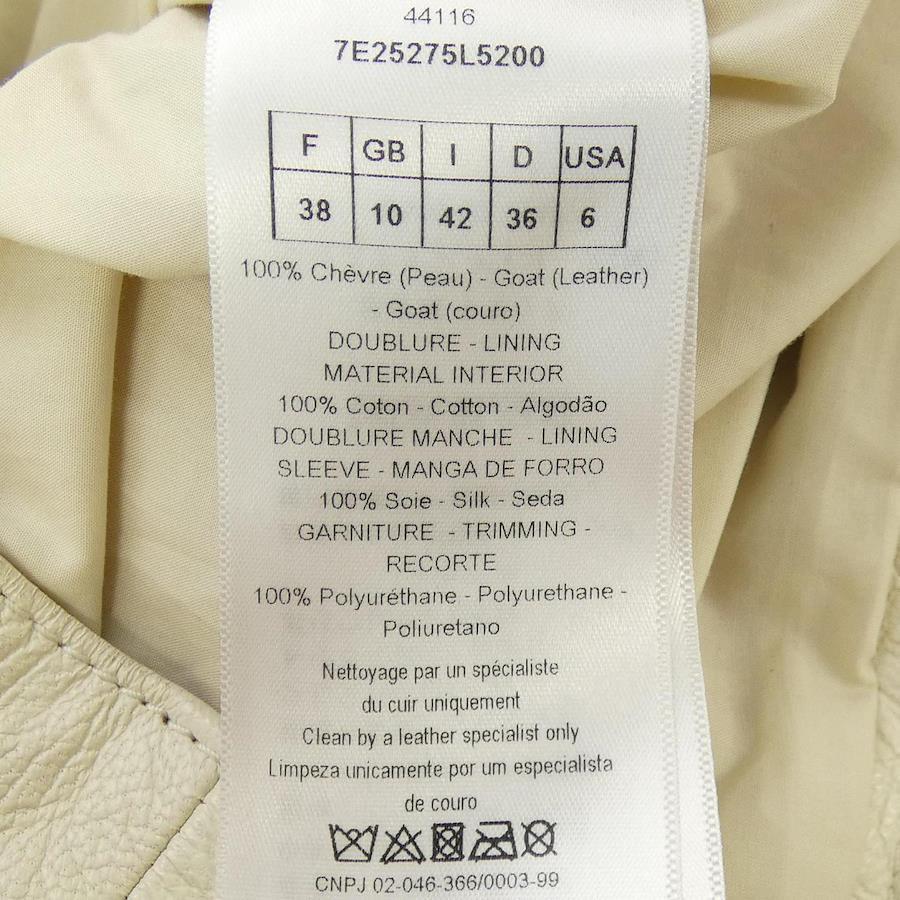 44116
7E25275L5200
F GB I D USA
38 10 42 36 6
100% Chèvre (Peau) - Goat (Leather)
- Goat (couro)
DOUBLURE - LINING
MATERIAL INTERIOR
100% Coton - Cotton - Algodão
DOUBLURE MANCHE - LINING
SLEEVE - MANGA DE FORRO
100% Soie - Silk - Seda
GARNITURE - TRIMMING -
RECORTE
100% Polyuréthane - Polyurethane -
Poliuretano
Nettoyage par un spécialiste
du cuir uniquement
Clean by a leather specialist only
Limpeza unicamente por um especialista
de couro
CNPJ 02-046-366/0003-99